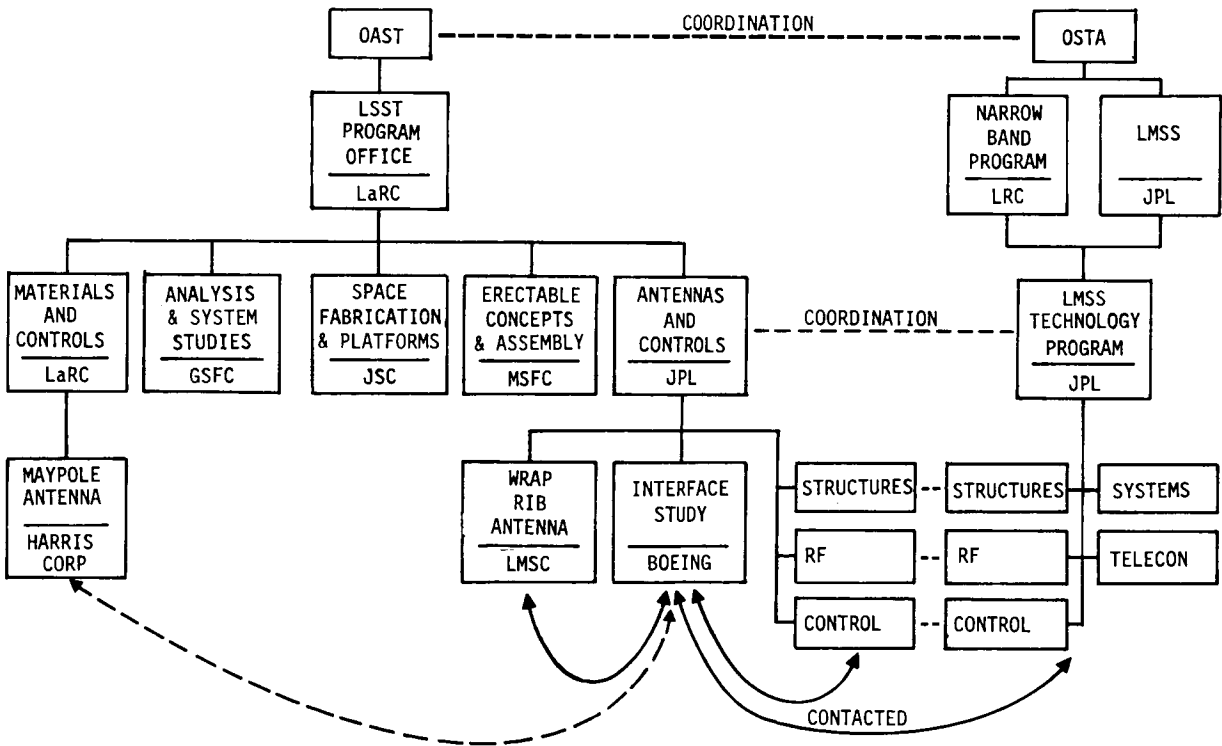 COORDINATION
OAST
OSTA
LSST
PROGRAM
OFFICE
LaRC
NARROW
BAND
PROGRAM
LRC
LMSS
JPL
MATERIALS
AND
CONTROLS
LaRC
ANALYSIS
& SYSTEM
STUDIES
GSFC
SPACE
FABRICATION
& PLATFORMS
JSC
ERECTABLE
CONCEPTS
& ASSEMBLY
MSFC
ANTENNAS
AND
CONTROLS
JPL
COORDINATION
LMSS
TECHNOLOGY
PROGRAM
JPL
MAYPOLE
ANTENNA
HARRIS
CORP
WRAP
RIB
ANTENNA
LMSC
INTERFACE
STUDY
BOEING
STRUCTURES
STRUCTURES
SYSTEMS
RF
RF
TELECON
CONTROL
CONTROL
CONTACTED